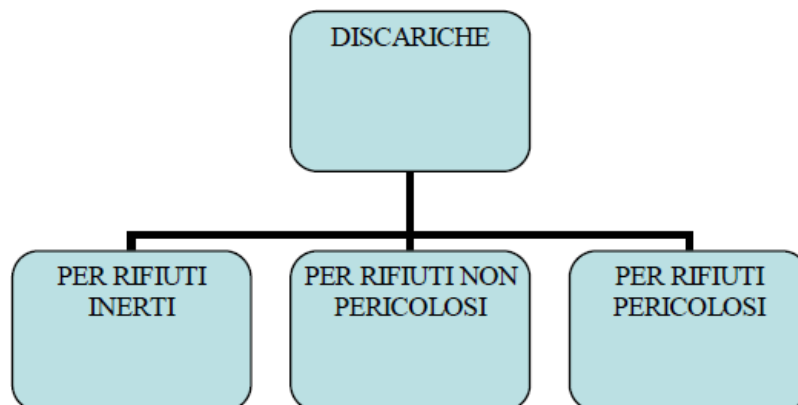 DISCARICHE
PER RIFIUTI
INERTI
PER RIFIUTI NON
PERICOLOSI
PER RIFIUTI
PERICOLOSI